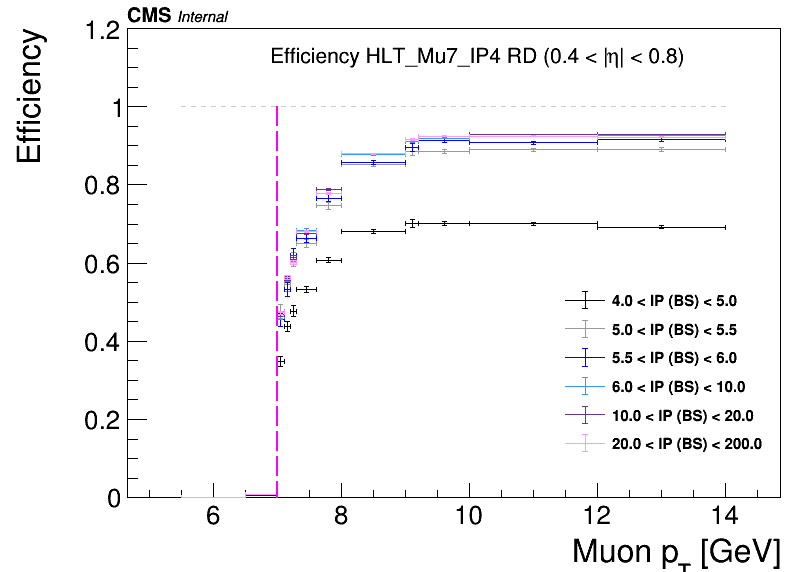 CMS Internal
Efficiency HLT_Mu7_IP4 RD (0.4 < |η| < 0.8)
Efficiency
1.2
1
0.8
0.6
0.4
0.2
0
4.0 < IP (BS) < 5.0
5.0 < IP (BS) < 5.5
5.5 < IP (BS) < 6.0
6.0 < IP (BS) < 10.0
10.0 < IP (BS) < 20.0
20.0 < IP (BS) < 200.0
6 8 10 12 14
Muon p_T [GeV]